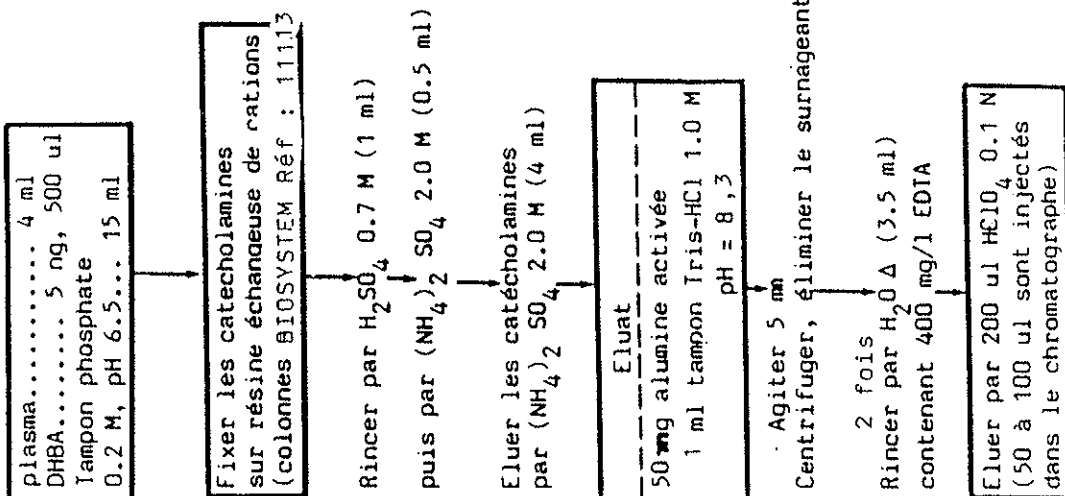 plasma........... 4 ml
DHBA........ 5 ng, 500 ul
Tampon phosphate
0.2 M, pH 6.5... 15 ml
Fixer les catecholamines
sur résine échangeuse de cations
(colonnes BIOSYSTEM Réf : 11113
Rincer par H2SO4 0.7 M (1 ml)
puis par (NH4)2 SO4 2.0 M (0.5 ml)
Eluer les catécholamines
par (NH4)2 SO4 2.0 M (4 ml)
Eluat
50 mg alumine activée
1 ml tampon Tris-HCl 1.0 M
pH = 8,3
Agiter 5 mn
Centrifuger, éliminer le surnageant
2 fois
Rincer par H2O Δ (3.5 ml)
contenant 400 mg/l EDTA
Eluer par 200 ul HClO4 0.1 N
(50 à 100 ul sont injectés
dans le chromatographe)